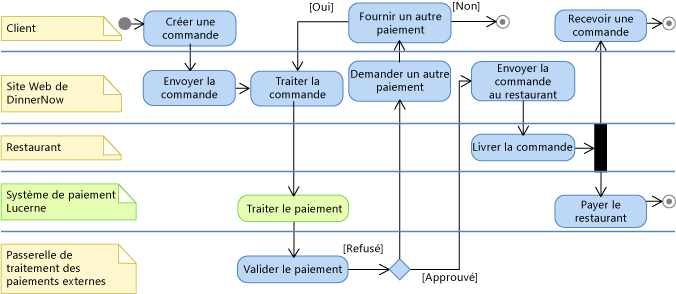 Client
Créer une
commande
[Oui]
Fournir un autre
paiement
[Non]
Recevoir une
commande
Site Web de
DinnerNow
Envoyer la
commande
Traiter la
commande
Demander un autre
paiement
Envoyer la
commande
au restaurant
Restaurant
Livrer la commande
Système de paiement
Lucerne
Traiter le paiement
Payer le
restaurant
Passerelle de
traitement des
paiements externes
Valider le paiement
[Refusé]
[Approuvé]